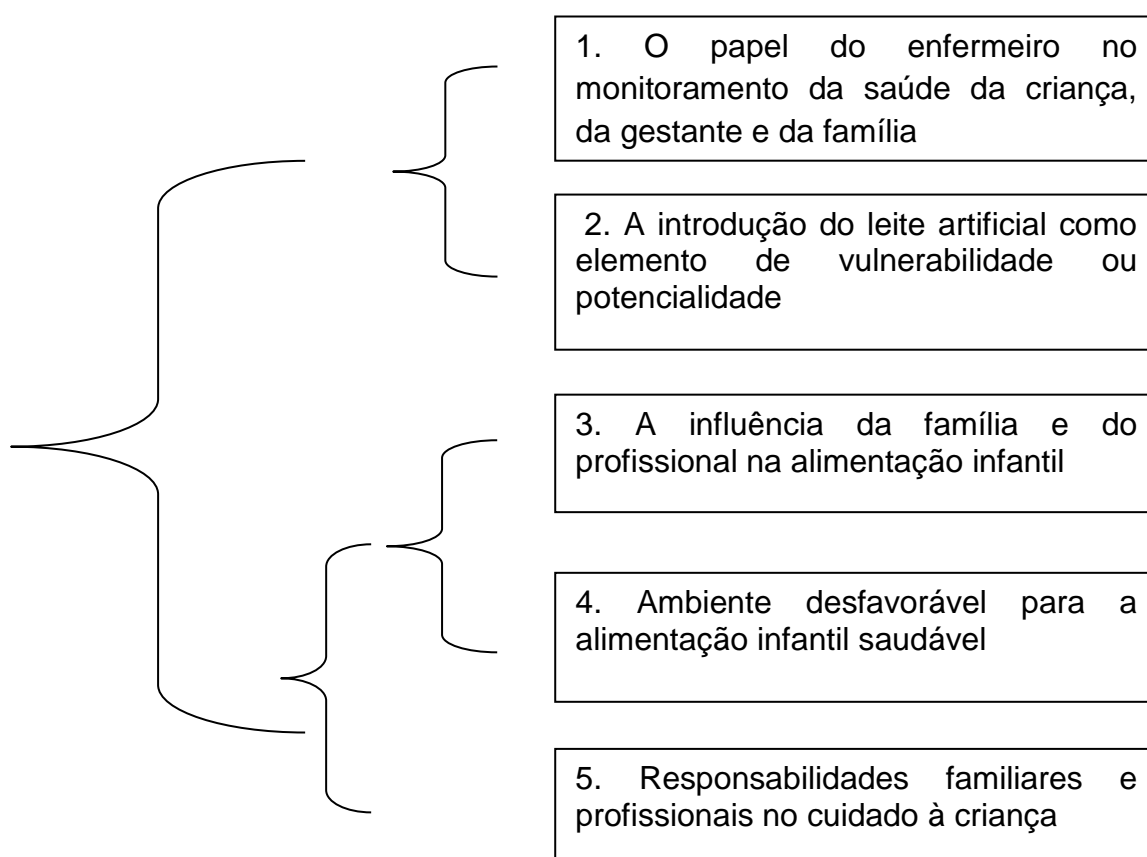 1. O papel do enfermeiro no
monitoramento da saúde da criança,
da gestante e da família
2. A introdução do leite artificial como
elemento de vulnerabilidade ou
potencialidade
3. A influência da família e do
profissional na alimentação infantil
4. Ambiente desfavorável para a
alimentação infantil saudável
5. Responsabilidades familiares e
profissionais no cuidado à criança